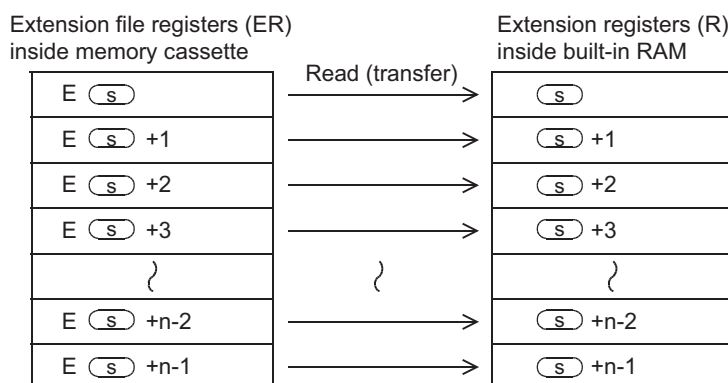 Extension file registers (ER)
inside memory cassette
Extension registers (R)
inside built-in RAM
Read (transfer)
E s
s
E s +1
s +1
E s +2
s +2
E s +3
s +3
E s +n-2
s +n-2
E s +n-1
s +n-1